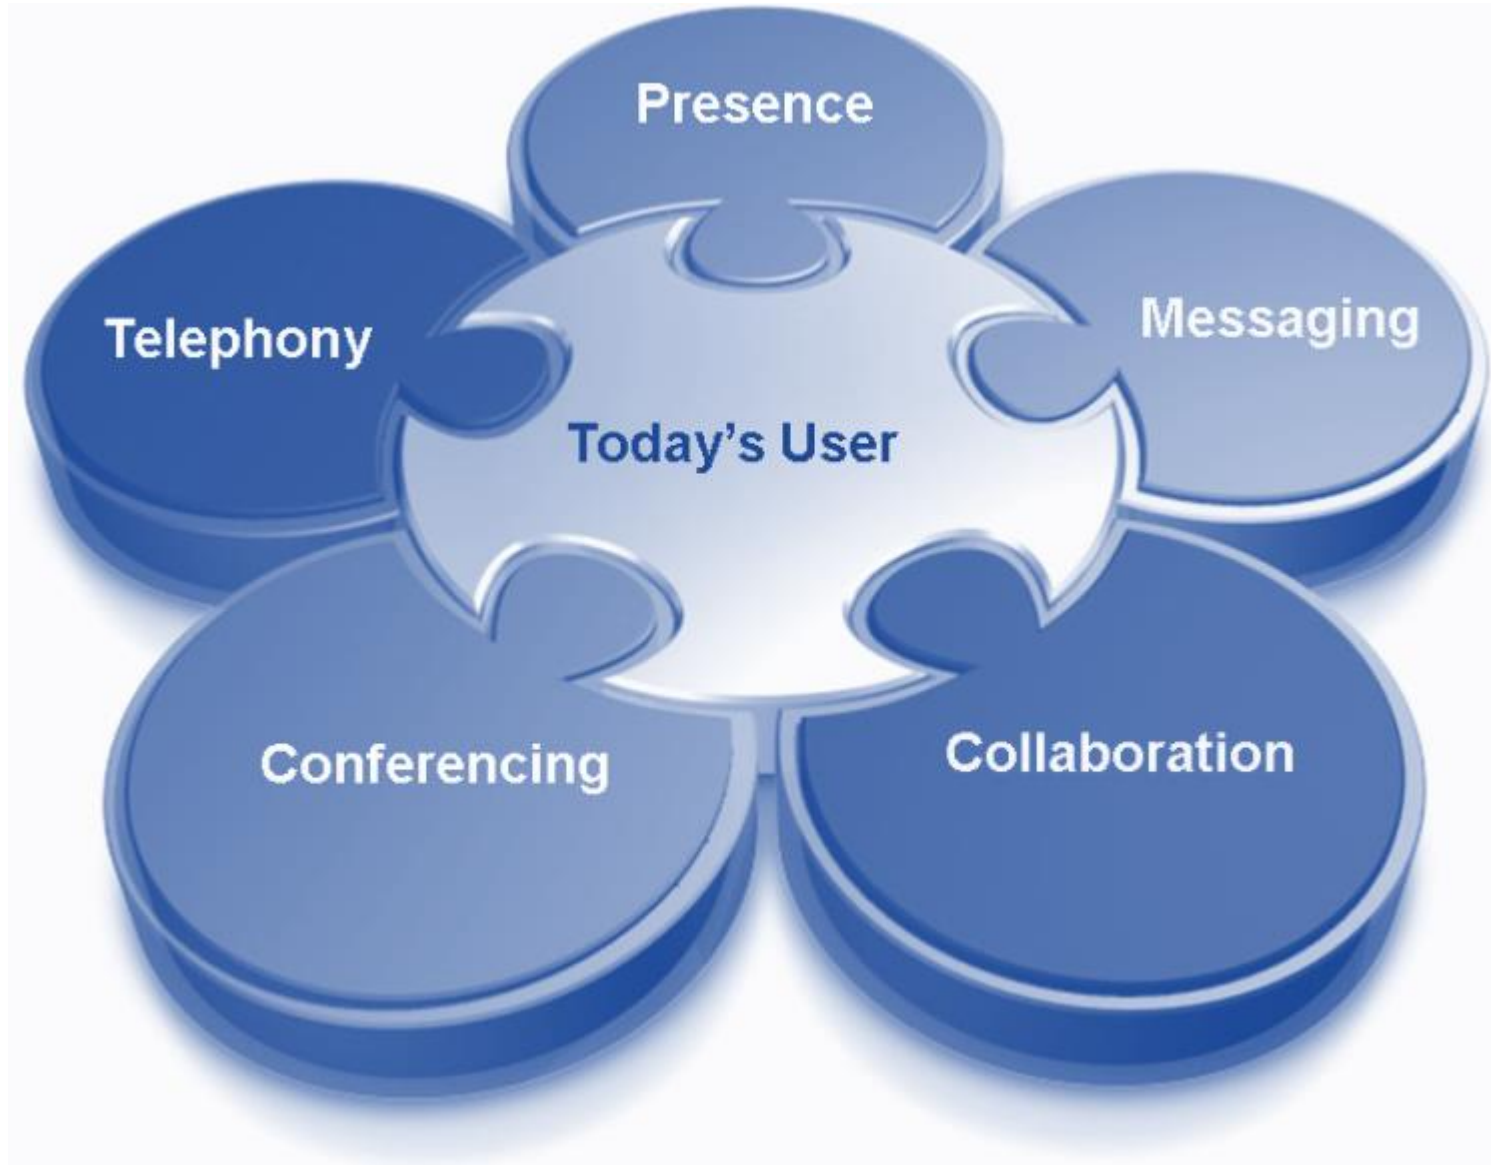 Presence
Messaging
Telephony
Today’s User
Collaboration
Conferencing